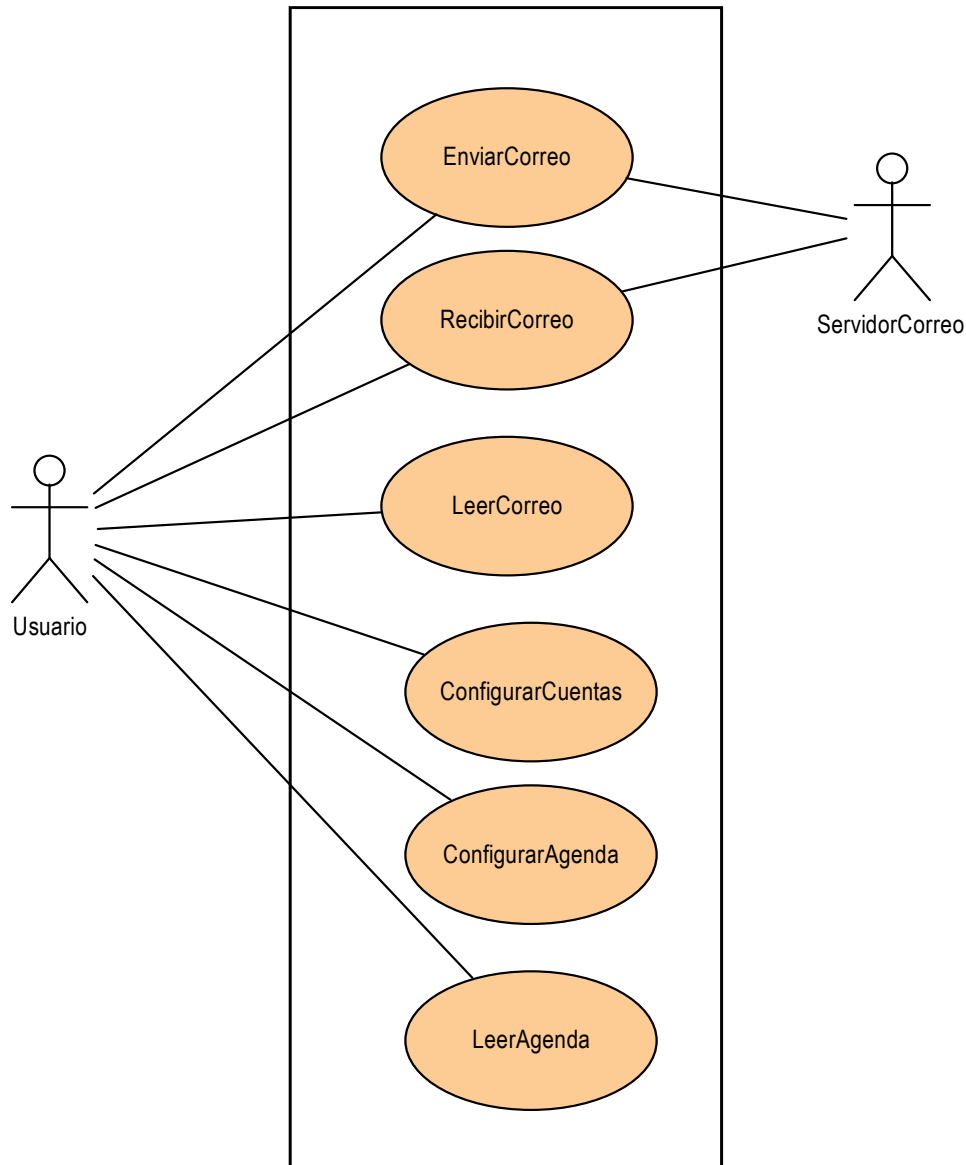 EnviarCorreo
RecibirCorreo
ServidorCorreo
LeerCorreo
Usuario
ConfigurarCuentas
ConfigurarAgenda
LeerAgenda